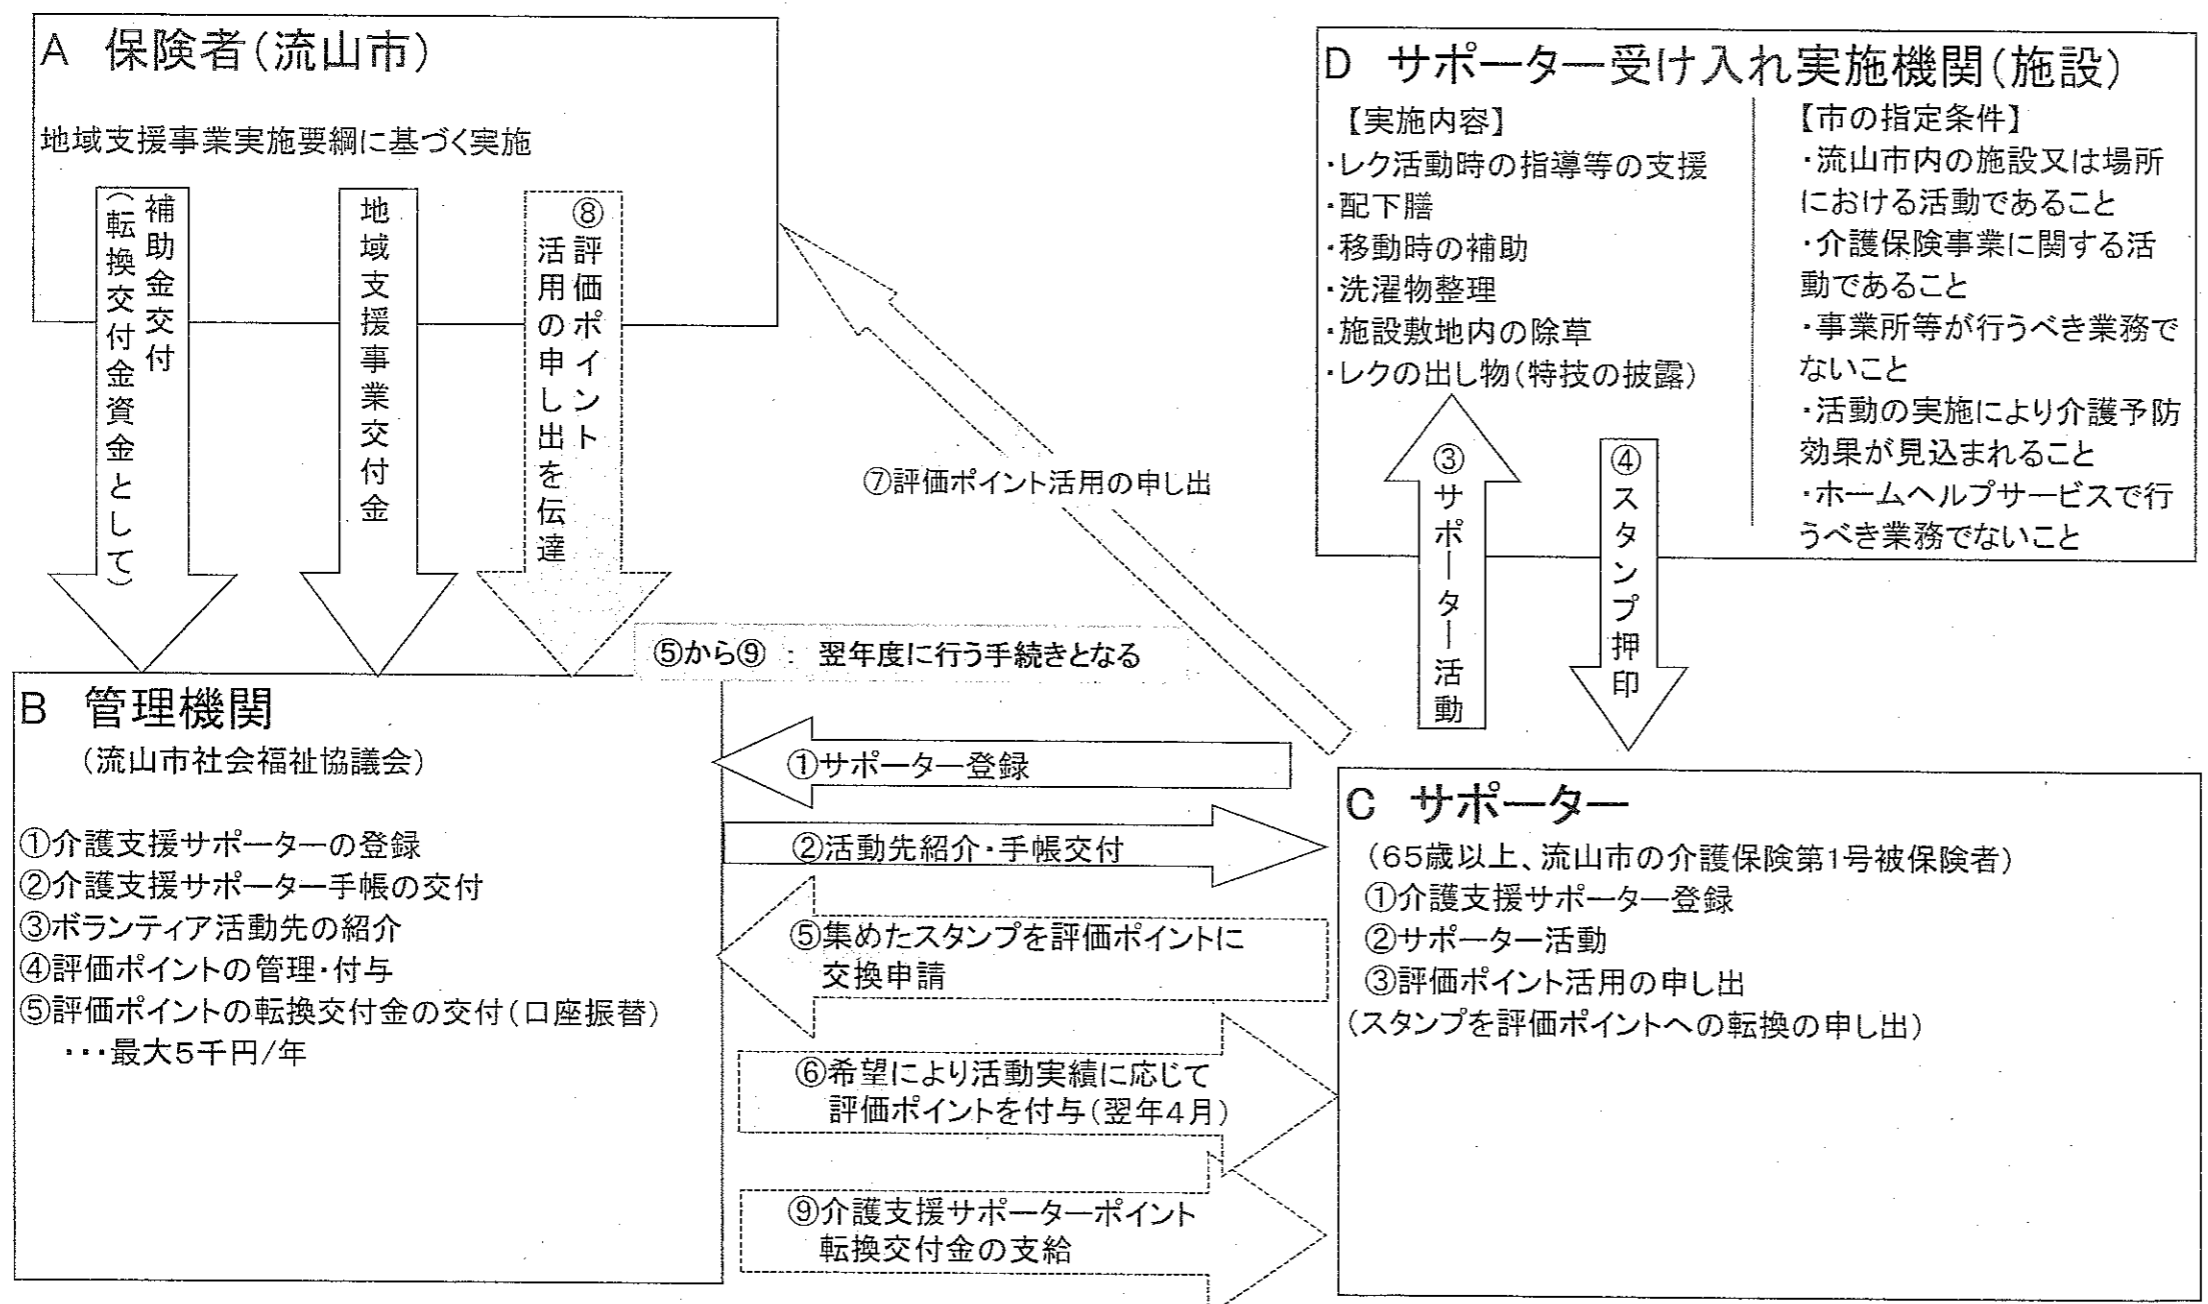 A 保険者(流山市)
地域支援事業実施要綱に基づく実施
補助金交付
(転換交付金資金として)
地域支援事業交付金
⑧評価ポイント
活用の申し出を伝達
D サポーター受け入れ実施機関(施設)
【実施内容】
・レク活動時の指導等の支援
・配下膳
・移動時の補助
・洗濯物整理
・施設敷地内の除草
・レクの出し物(特技の披露)
【市の指定条件】
・流山市内の施設又は場所
における活動であること
・介護保険事業に関する活
動であること
・事業所等が行うべき業務で
ないこと
・活動の実施により介護予防
効果が見込まれること
・ホームヘルプサービスで行
うべき業務でないこと
③サポーター活動
④スタンプ押印
⑦評価ポイント活用の申し出
⑤から⑨ : 翌年度に行う手続きとなる
B 管理機関
(流山市社会福祉協議会)
①介護支援サポーターの登録
②介護支援サポーター手帳の交付
③ボランティア活動先の紹介
④評価ポイントの管理・付与
⑤評価ポイントの転換交付金の交付(口座振替)
・・・最大5千円/年
①サポーター登録
②活動先紹介・手帳交付
⑤集めたスタンプを評価ポイントに
交換申請
⑥希望により活動実績に応じて
評価ポイントを付与(翌年4月)
⑨介護支援サポーターポイント
転換交付金の支給
C サポーター
(65歳以上、流山市の介護保険第1号被保険者)
①介護支援サポーター登録
②サポーター活動
③評価ポイント活用の申し出
(スタンプを評価ポイントへの転換の申し出)